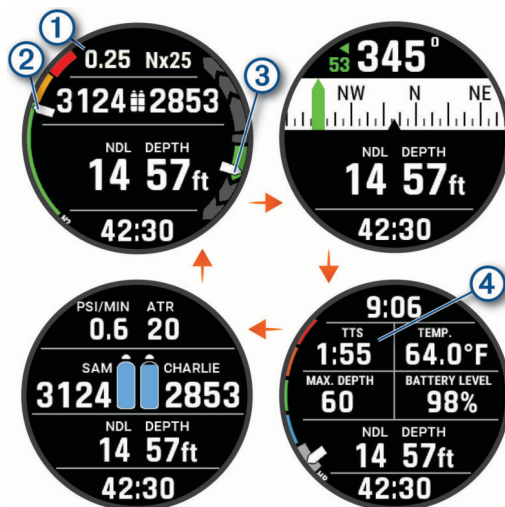 1
0.25 Nx25
2
3124 2853
3
NDL DEPTH
14 57ft
42:30
N2
53 345°
NW N NE
NDL DEPTH
14 57ft
42:30
PSI/MIN ATR
0.6 20
SAM CHARLIE
3124 2853
NDL DEPTH
14 57ft
42:30
4
9:06
TTS TEMP.
1:55 64.0°F
MAX. DEPTH BATTERY LEVEL
60 98%
NDL DEPTH
14 57ft
42:30